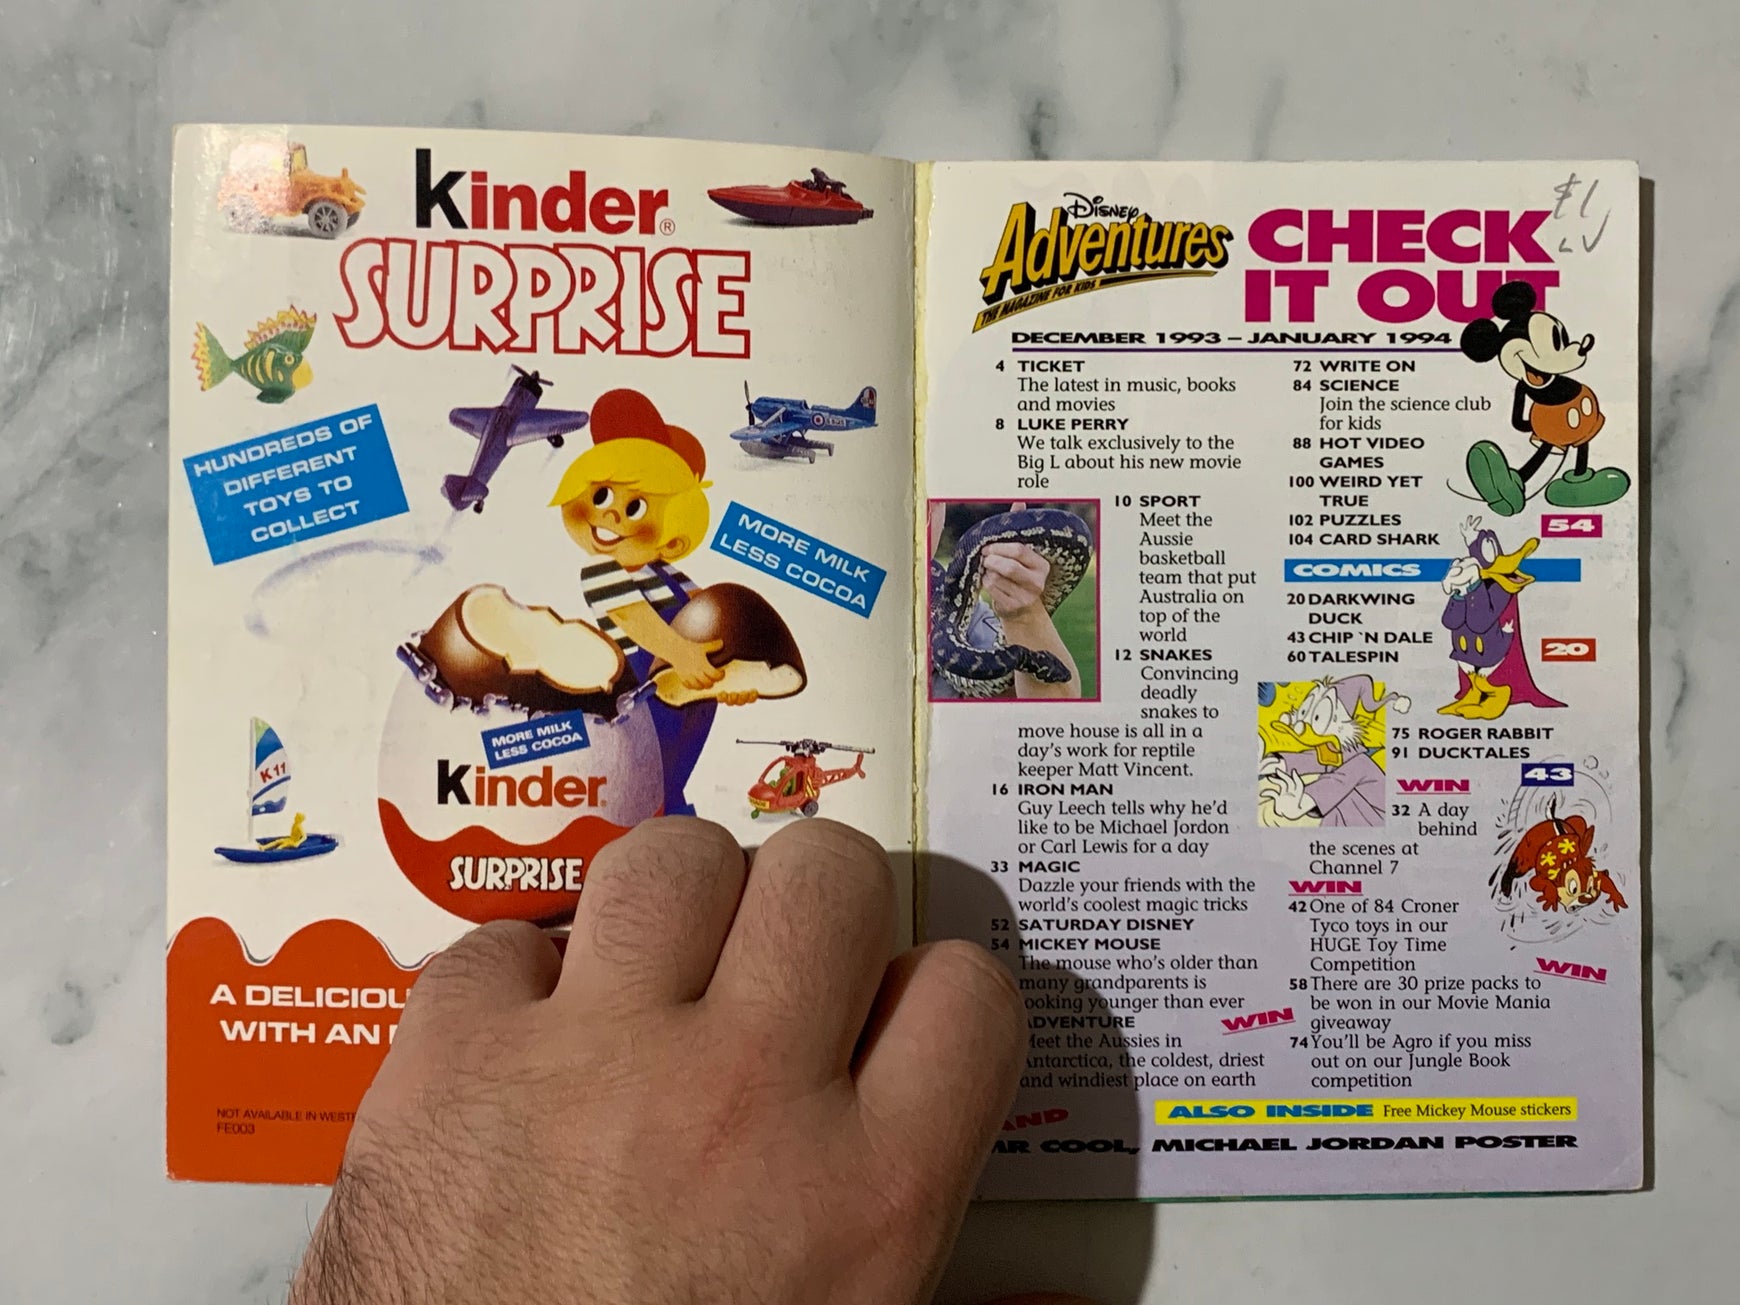 kinder®
SURPRISE
HUNDREDS OF
DIFFERENT
TOYS TO
COLLECT
MORE MILK
LESS COCOA
K 11
MORE MILK
LESS COCOA
kinder
SURPRISE
A DELICIOU
WITH AN
NOT AVAILABLE IN WESTE
FE003
DISNEY
Adventures
THE MAGAZINE FOR KIDS
CHECK
IT OUT
$1
DECEMBER 1993 – JANUARY 1994
4 TICKET
The latest in music, books
and movies
8 LUKE PERRY
We talk exclusively to the
Big L about his new movie
role
10 SPORT
Meet the
Aussie
basketball
team that put
Australia on
top of the
world
12 SNAKES
Convincing
deadly
snakes to
move house is all in a
day's work for reptile
keeper Matt Vincent.
16 IRON MAN
Guy Leech tells why he'd
like to be Michael Jordon
or Carl Lewis for a day
33 MAGIC
Dazzle your friends with the
world's coolest magic tricks
52 SATURDAY DISNEY
54 MICKEY MOUSE
The mouse who's older than
many grandparents is
ooking younger than ever
DVENTURE
Meet the Aussies in
Antarctica, the coldest, driest
and windiest place on earth
WIN
72 WRITE ON
84 SCIENCE
Join the science club
for kids
88 HOT VIDEO
GAMES
100 WEIRD YET
TRUE
102 PUZZLES
104 CARD SHARK
54
COMICS
20 DARKWING
DUCK
43 CHIP `N DALE
60 TALESPIN
20
75 ROGER RABBIT
91 DUCKTALES
43
WIN
32 A day
behind
the scenes at
Channel 7
WIN
42 One of 84 Croner
Tyco toys in our
HUGE Toy Time
Competition
WIN
58 There are 30 prize packs to
be won in our Movie Mania
giveaway
74 You'll be Agro if you miss
out on our Jungle Book
competition
ALSO INSIDE Free Mickey Mouse stickers
AND
MR COOL, MICHAEL JORDAN POSTER